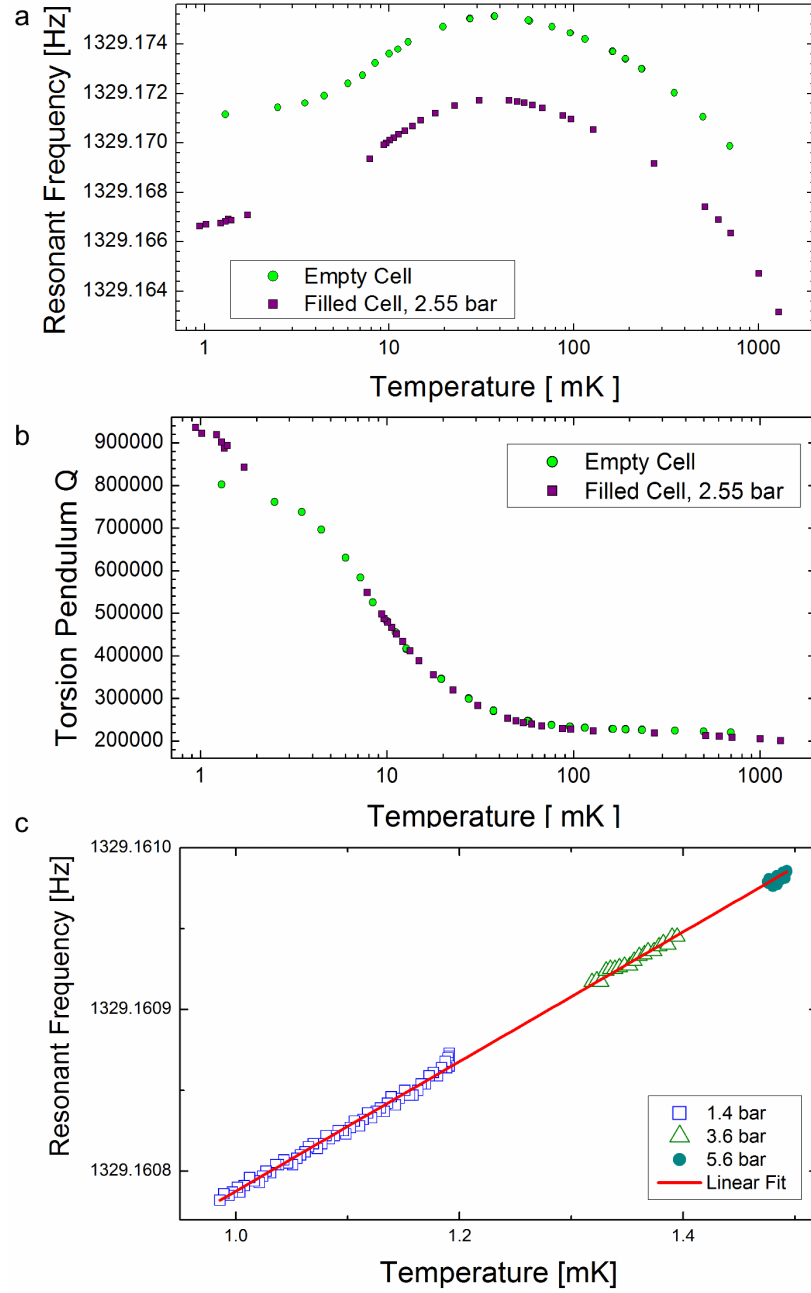 a
Resonant Frequency [Hz]
1329.174
1329.172
1329.170
1329.168
1329.166
1329.164
Empty Cell
Filled Cell, 2.55 bar
1 10 100 1000
Temperature [ mK ]
b
Torsion Pendulum Q
900000
800000
700000
600000
500000
400000
300000
200000
Empty Cell
Filled Cell, 2.55 bar
1 10 100 1000
Temperature [ mK ]
c
Resonant Frequency [Hz]
1329.1610
1329.1609
1329.1608
1.4 bar
3.6 bar
5.6 bar
Linear Fit
1.0 1.2 1.4
Temperature [mK]